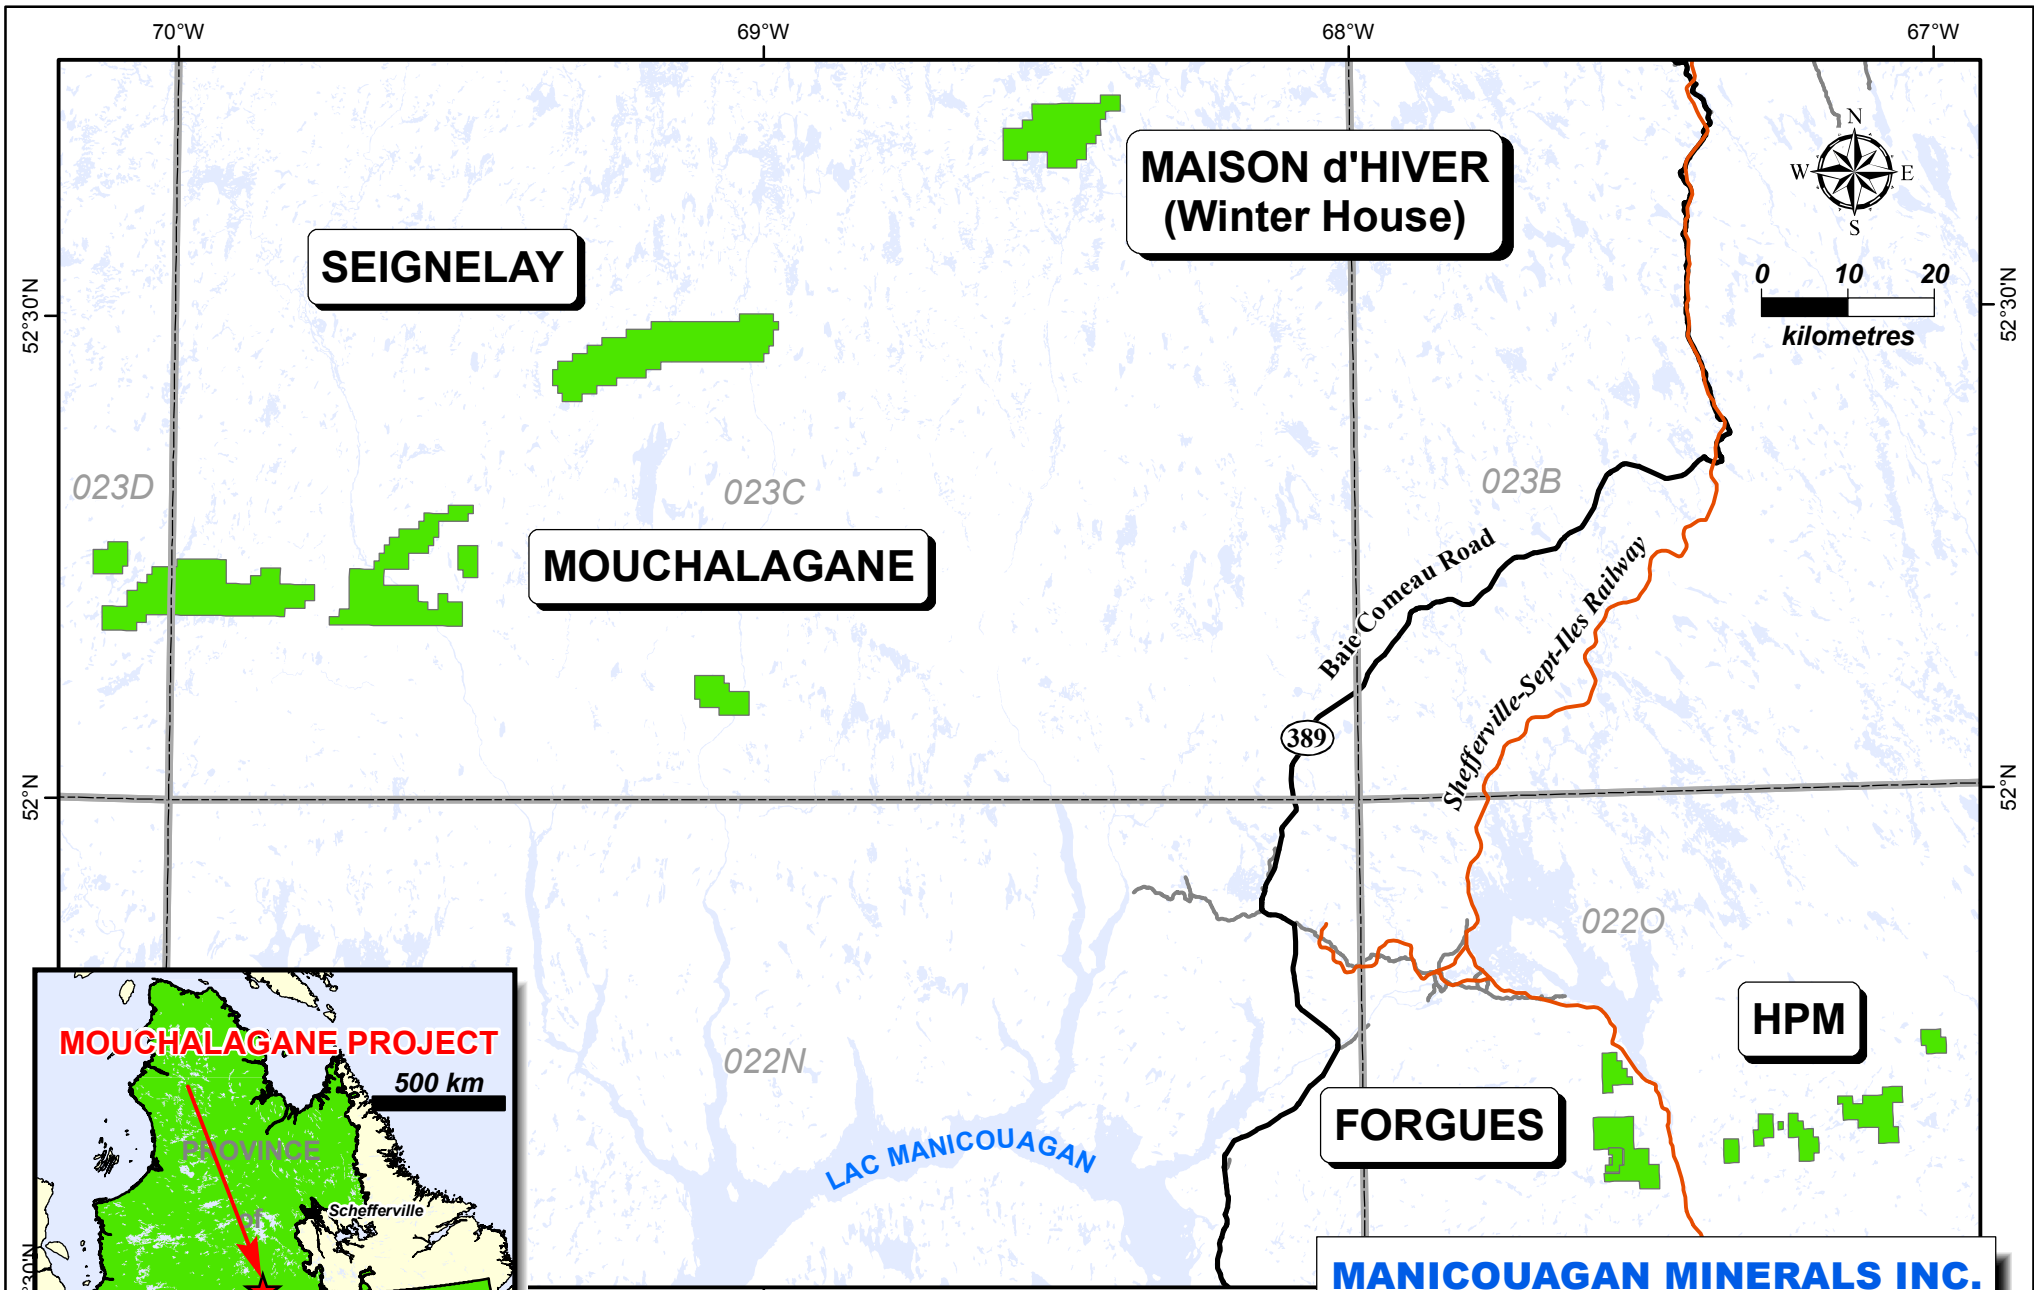 70°W
69°W
68°W
67°W
MAISON d'HIVER
(Winter House)
N
W
E
S
SEIGNELAY
0 10 20
kilometres
52°30'N
52°30'N
023D
023C
023B
MOUCHALAGANE
Baie Comeau Road
Shefferville-Sept-Iles Railway
389
52°N
52°N
022O
HPM
MOUCHALAGANE PROJECT
500 km
022N
FORGUES
PROVINCE
LAC MANICOUAGAN
of
Schefferville
30'N
MANICOUAGAN MINERALS INC.